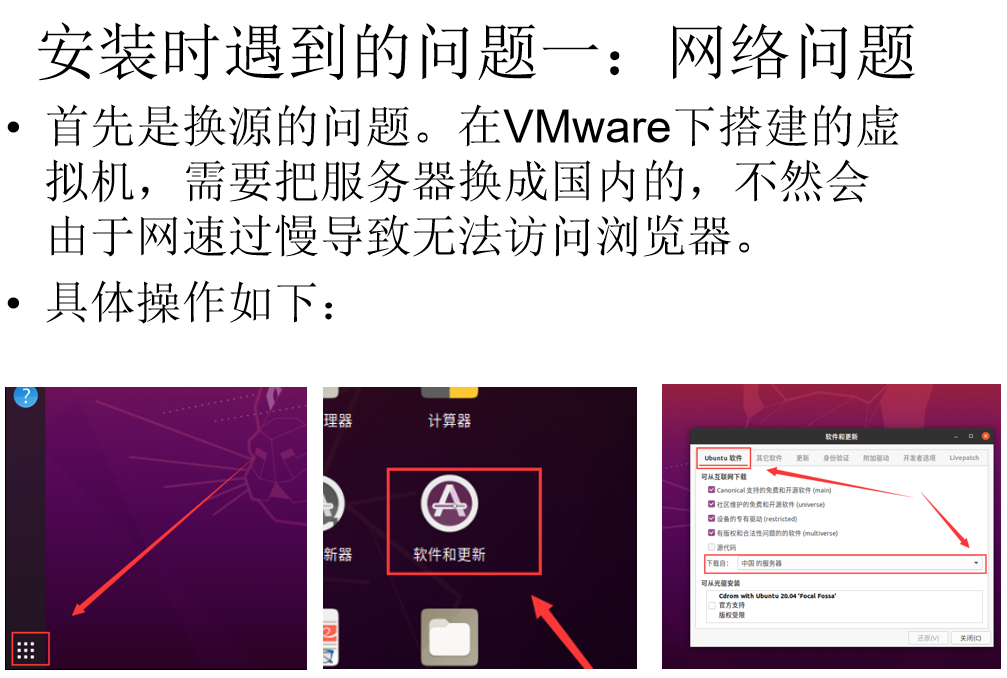 安装时遇到的问题一：网络问题
• 首先是换源的问题。在VMware下搭建的虚
拟机，需要把服务器换成国内的，不然会
由于网速过慢导致无法访问浏览器。
• 具体操作如下：
?
理器
计算器
新器
软件和更新
软件和更新
Ubuntu 软件 其它软件 更新 身份验证 附加驱动 开发者选项 Livepatch
可从互联网下载
Canonical 支持的免费和开源软件 (main)
社区维护的免费和开源软件 (universe)
设备的专有驱动 (restricted)
有版权和合法性问题的的软件 (multiverse)
源代码
下载自： 中国 的服务器
可从光驱安装
Cdrom with Ubuntu 20.04 'Focal Fossa'
官方支持
版权受限
还原(V) 关闭(C)